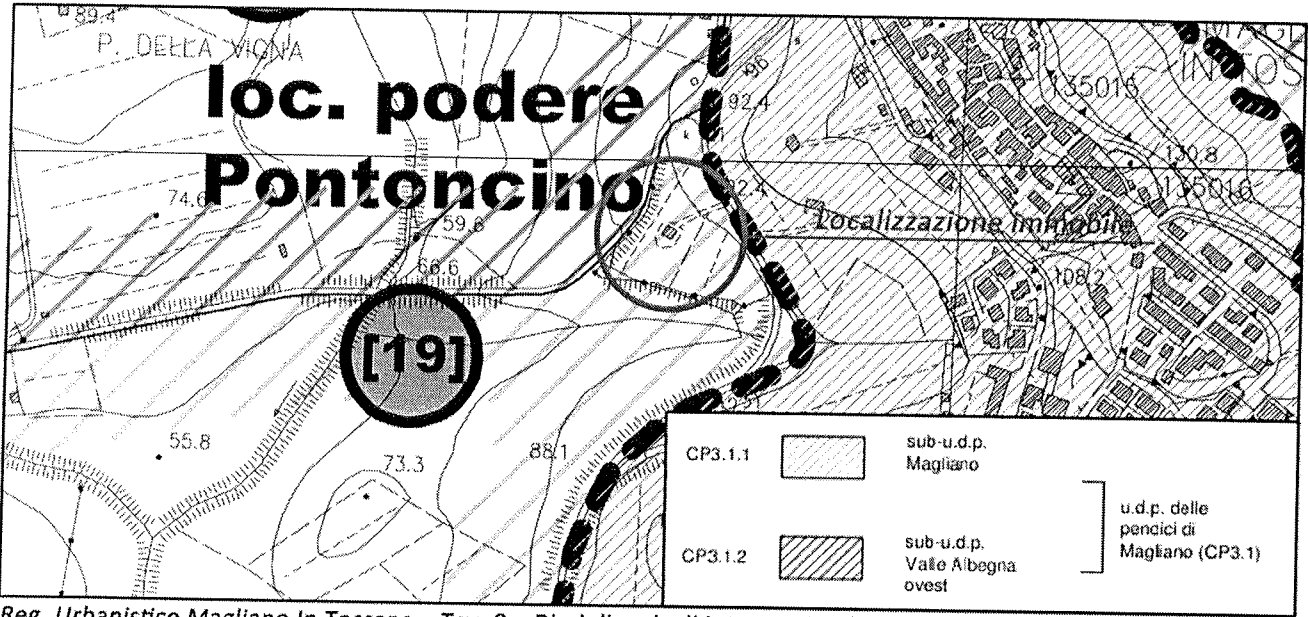 89.4
P. DELLA VIGNA
loc. podere
Pontoncino
74.6
59.6
66.6
[19]
55.8
73.3
88.1
96
92.4
92.4
Localizzazione immobile
135016
130.8
135016
108.2
CP3.1.1
sub-u.d.p.
Magliano
CP3.1.2
sub-u.d.p.
Valle Albegna
ovest
u.d.p. delle
pendici di
Magliano (CP3.1)
Reg. Urbanistico Magliano In Toscana